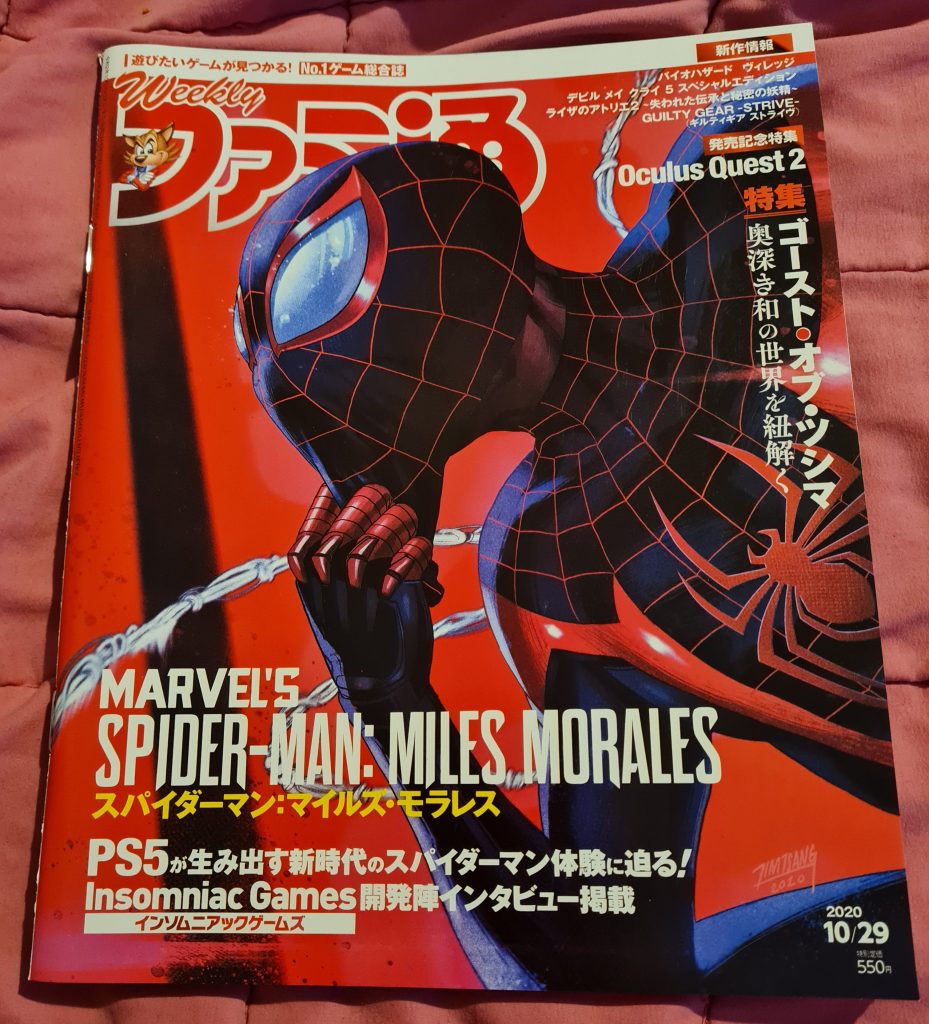 遊びたいゲームが見つかる! No.1ゲーム総合誌
Weekly
ファミ通
新作情報
バイオハザード ヴィレッジ
デビル メイ クライ 5 スペシャルエディション
ライザのアトリエ2 ~失われた伝承と秘密の妖精~
GUILTY GEAR -STRIVE-
(ギルティギア ストライヴ)
発売記念特集
Oculus Quest 2
特集
ゴースト・オブ・ツシマ
奥深き和の世界を紐解く
MARVEL'S
SPIDER-MAN: MILES MORALES
スパイダーマン:マイルズ・モラレス
PS5が生み出す新時代のスパイダーマン体験に迫る!
Insomniac Games開発陣インタビュー掲載
インソムニアックゲームズ
JIMTSANG
2020
2020
10/29
特別定価
550円